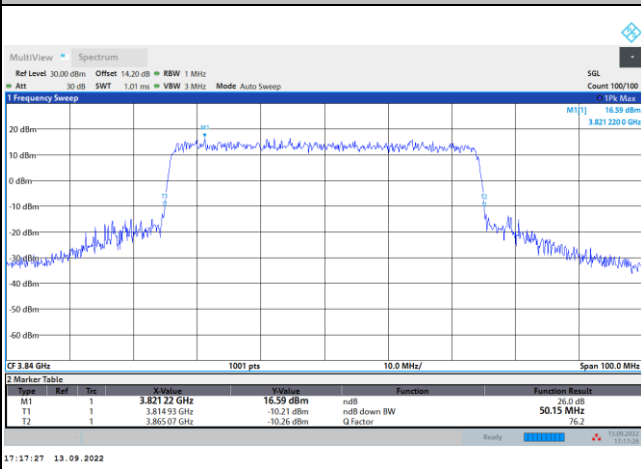 MultiView Spectrum
Ref Level 30.00 dBm Offset 14.20 dB RBW 1 MHz SGL
Att 30 dB SWT 1.01 ms VBW 3 MHz Mode Auto Sweep Count 100/100
1 Frequency Sweep 1Pk Max
M1[1] 16.59 dBm
3.821 220 0 GHz
M1
20 dBm
10 dBm
0 dBm
T1 T2
-10 dBm
-20 dBm
-30 dBm
-40 dBm
-50 dBm
-60 dBm
CF 3.84 GHz 1001 pts 10.0 MHz/ Span 100.0 MHz
2 Marker Table
Type Ref Trc X-Value Y-Value Function Function Result
M1 1 3.821 22 GHz 16.59 dBm ndB 26.0 dB
T1 1 3.814 93 GHz -10.21 dBm ndB down BW 50.15 MHz
T2 1 3.865 07 GHz -10.26 dBm Q Factor 76.2
Ready 13.09.2022
17:17:26
17:17:27 13.09.2022